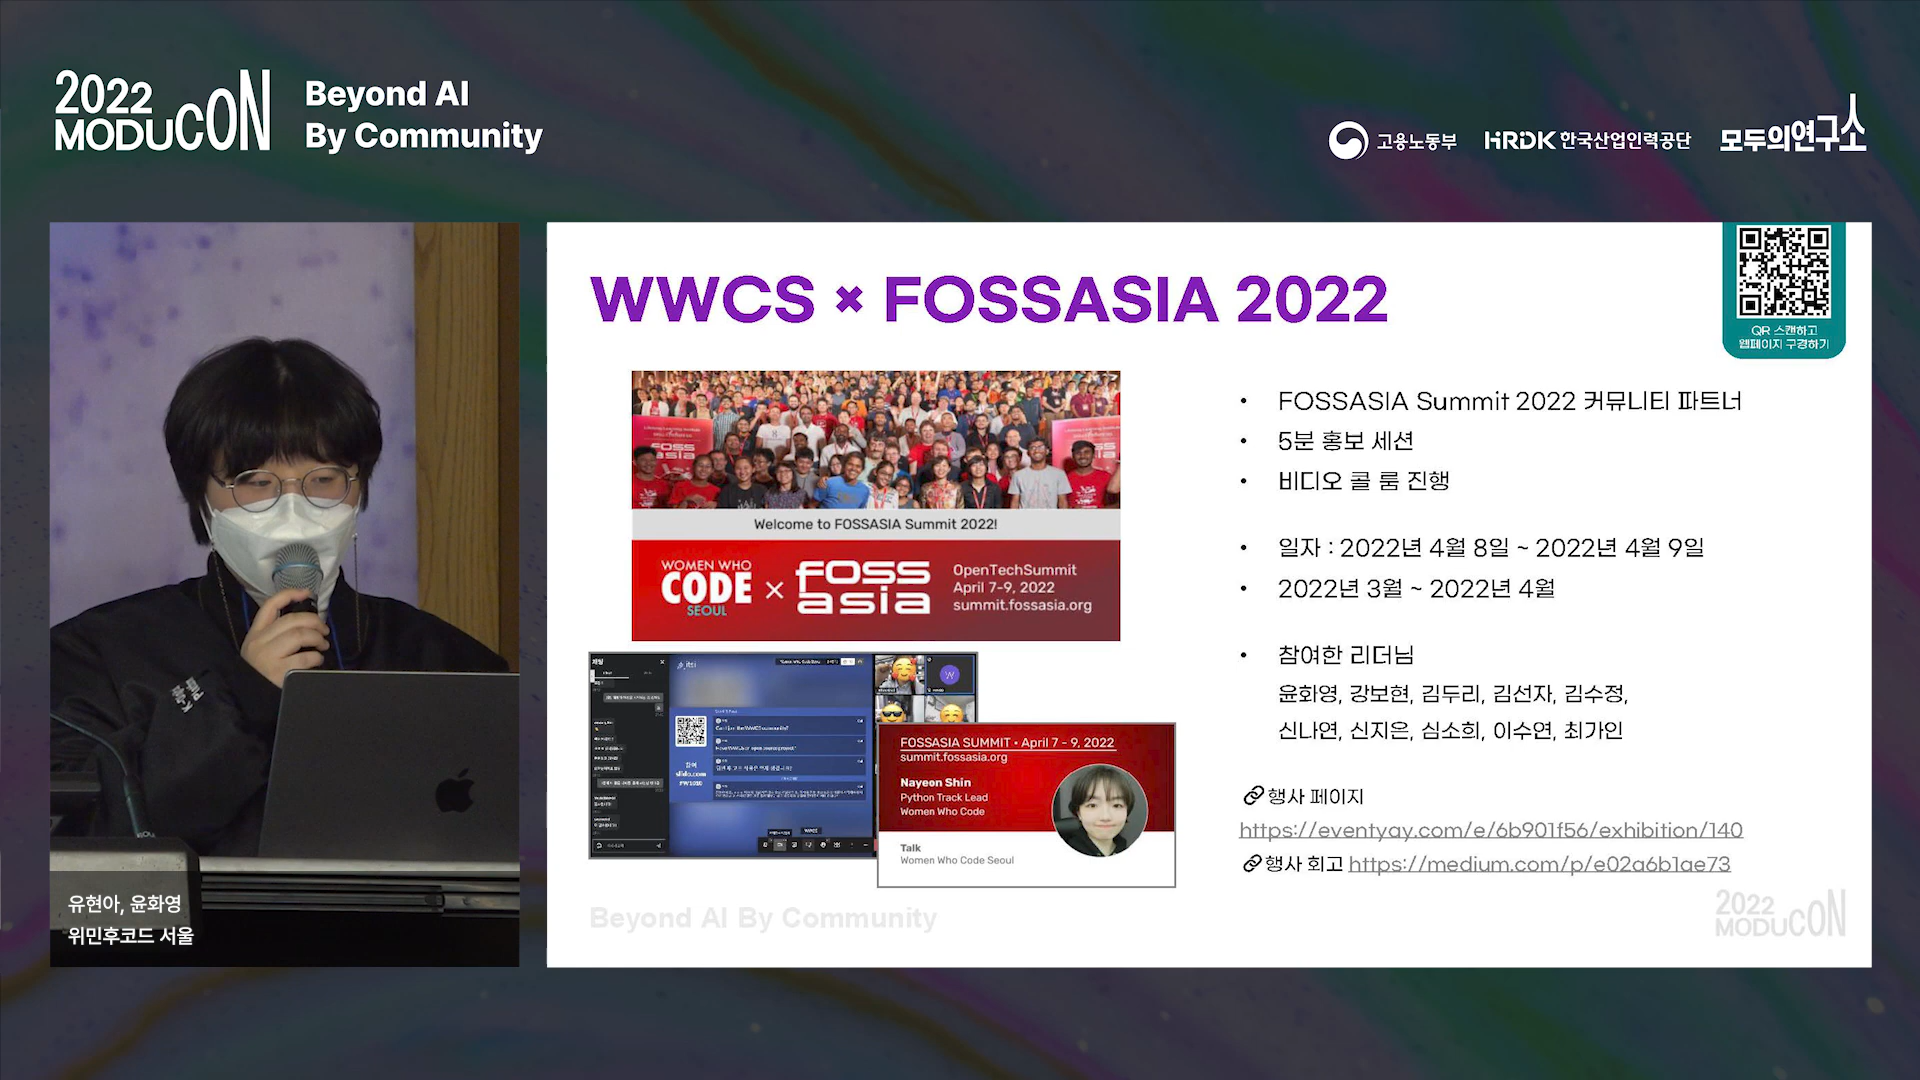 2022
MODUCON
Beyond AI
By Community
고용노동부
HRDK 한국산업인력공단
모두의연구소
유현아, 윤화영
위민후코드 서울
WWCS × FOSSASIA 2022
QR 스캔하고
웹페이지 구경하기
Welcome to FOSSASIA Summit 2022!
WOMEN WHO
CODE
SEOUL
×
FOSS
asia
OpenTechSummit
April 7-9, 2022
summit.fossasia.org
FOSSASIA SUMMIT • April 7 - 9, 2022
summit.fossasia.org
Nayeon Shin
Python Track Lead
Women Who Code
Talk
Women Who Code Seoul
• FOSSASIA Summit 2022 커뮤니티 파트너
• 5분 홍보 세션
• 비디오 콜 룸 진행
• 일자 : 2022년 4월 8일 ~ 2022년 4월 9일
• 2022년 3월 ~ 2022년 4월
• 참여한 리더님
윤화영, 강보현, 김두리, 김선자, 김수정,
신나연, 신지은, 심소희, 이수연, 최가인
행사 페이지
https://eventyay.com/e/6b901f56/exhibition/140
행사 회고 https://medium.com/p/e02a6b1ae73
Beyond AI By Community
2022
MODUCON